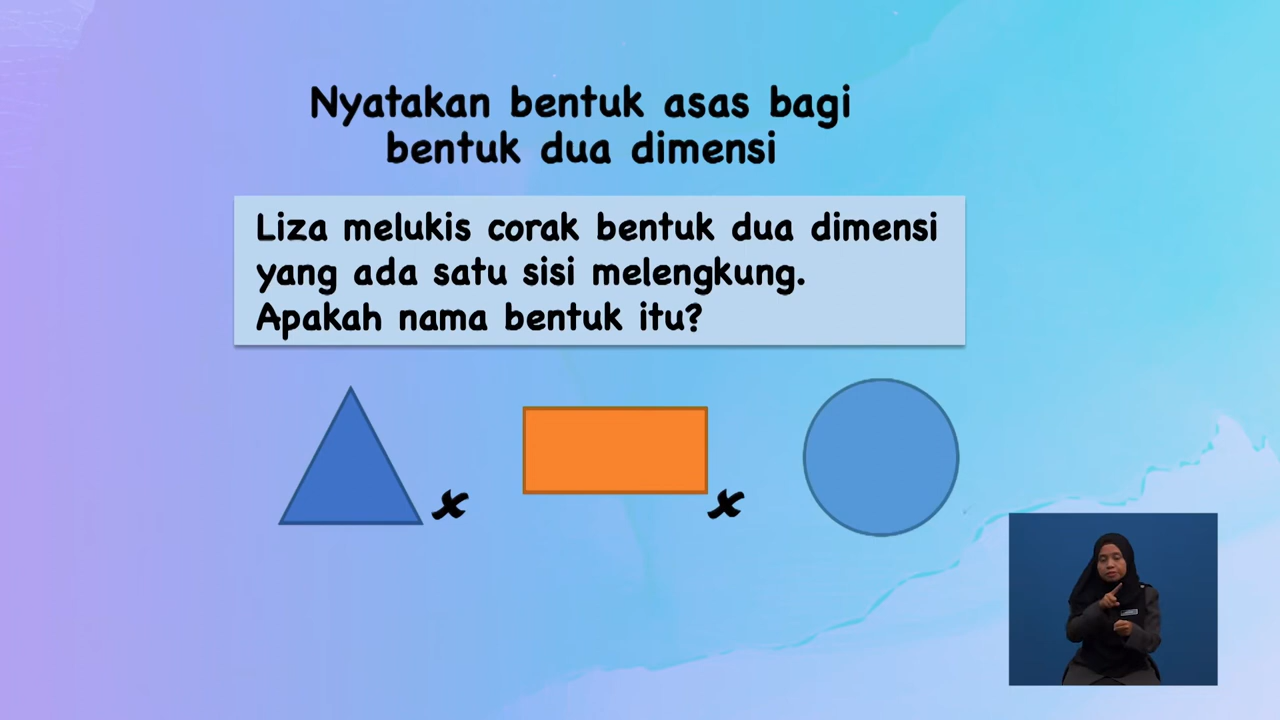 Nyatakan bentuk asas bagi
bentuk dua dimensi
Liza melukis corak bentuk dua dimensi
yang ada satu sisi melengkung.
Apakah nama bentuk itu?